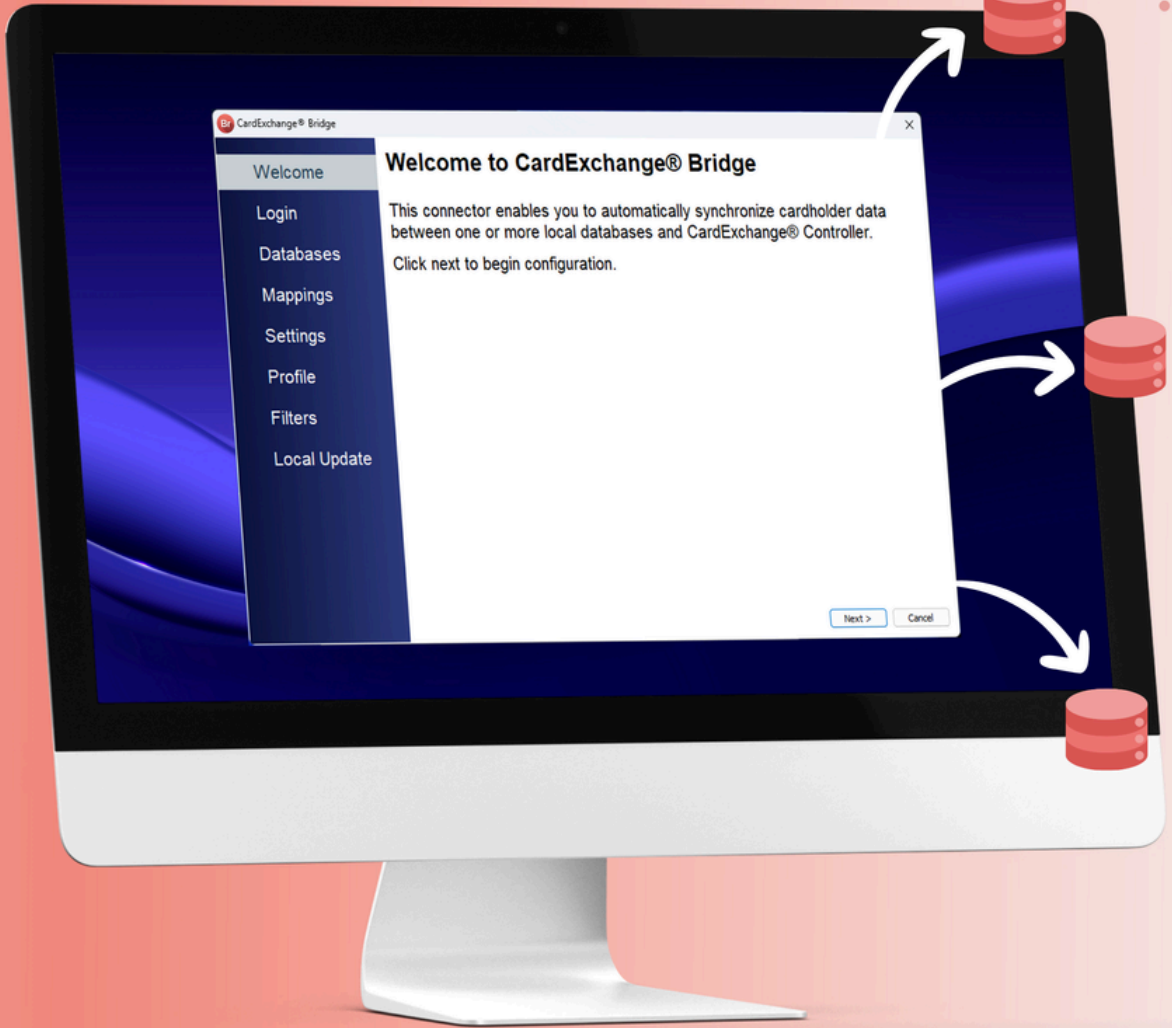 Br CardExchange® Bridge
Welcome
Login
Databases
Mappings
Settings
Profile
Filters
Local Update
Welcome to CardExchange® Bridge
This connector enables you to automatically synchronize cardholder data
between one or more local databases and CardExchange® Controller.
Click next to begin configuration.
Next >
Cancel